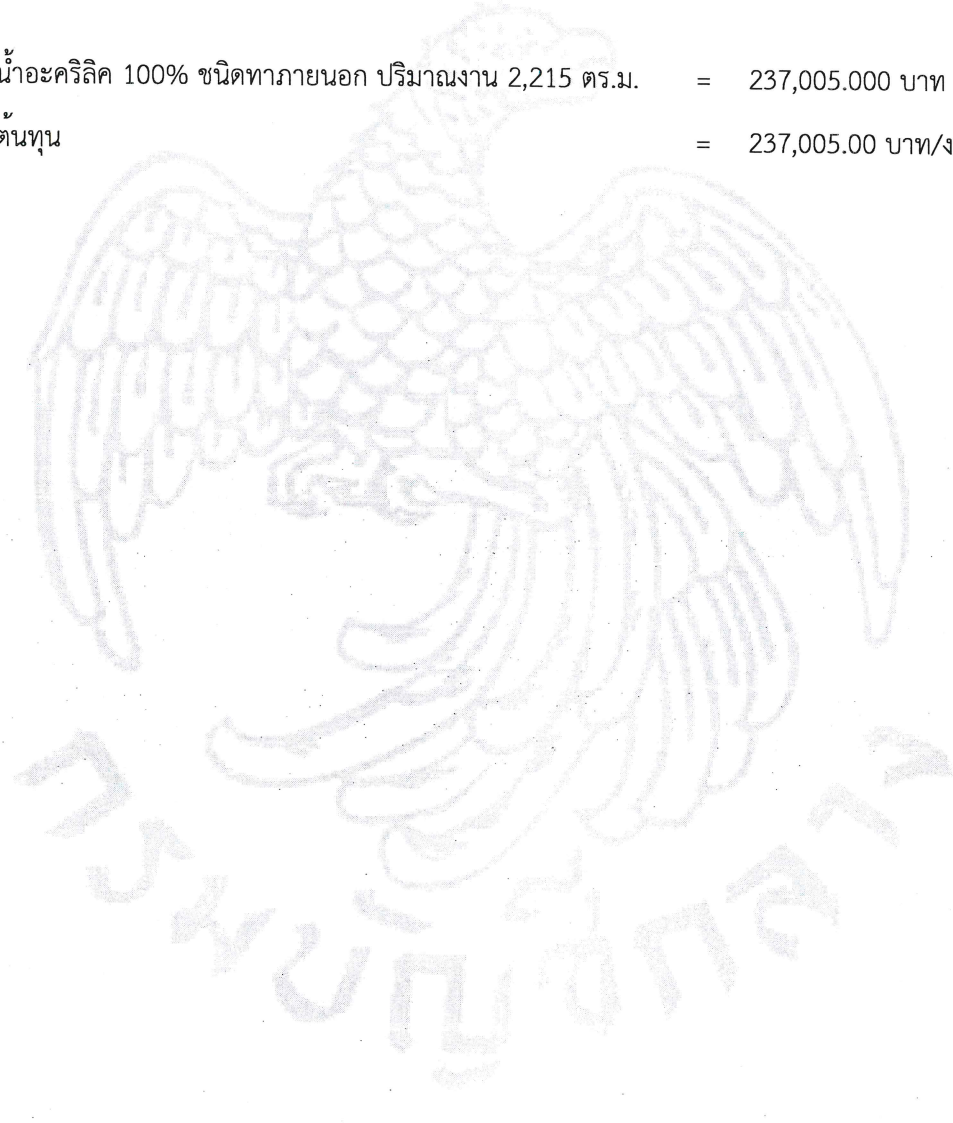 น้ำอะคริลิค 100% ชนิดทาภายนอก ปริมาณงาน 2,215 ตร.ม. = 237,005.000 บาท
ต้นทุน = 237,005.00 บาท/ง
กรมบัญชีกลาง